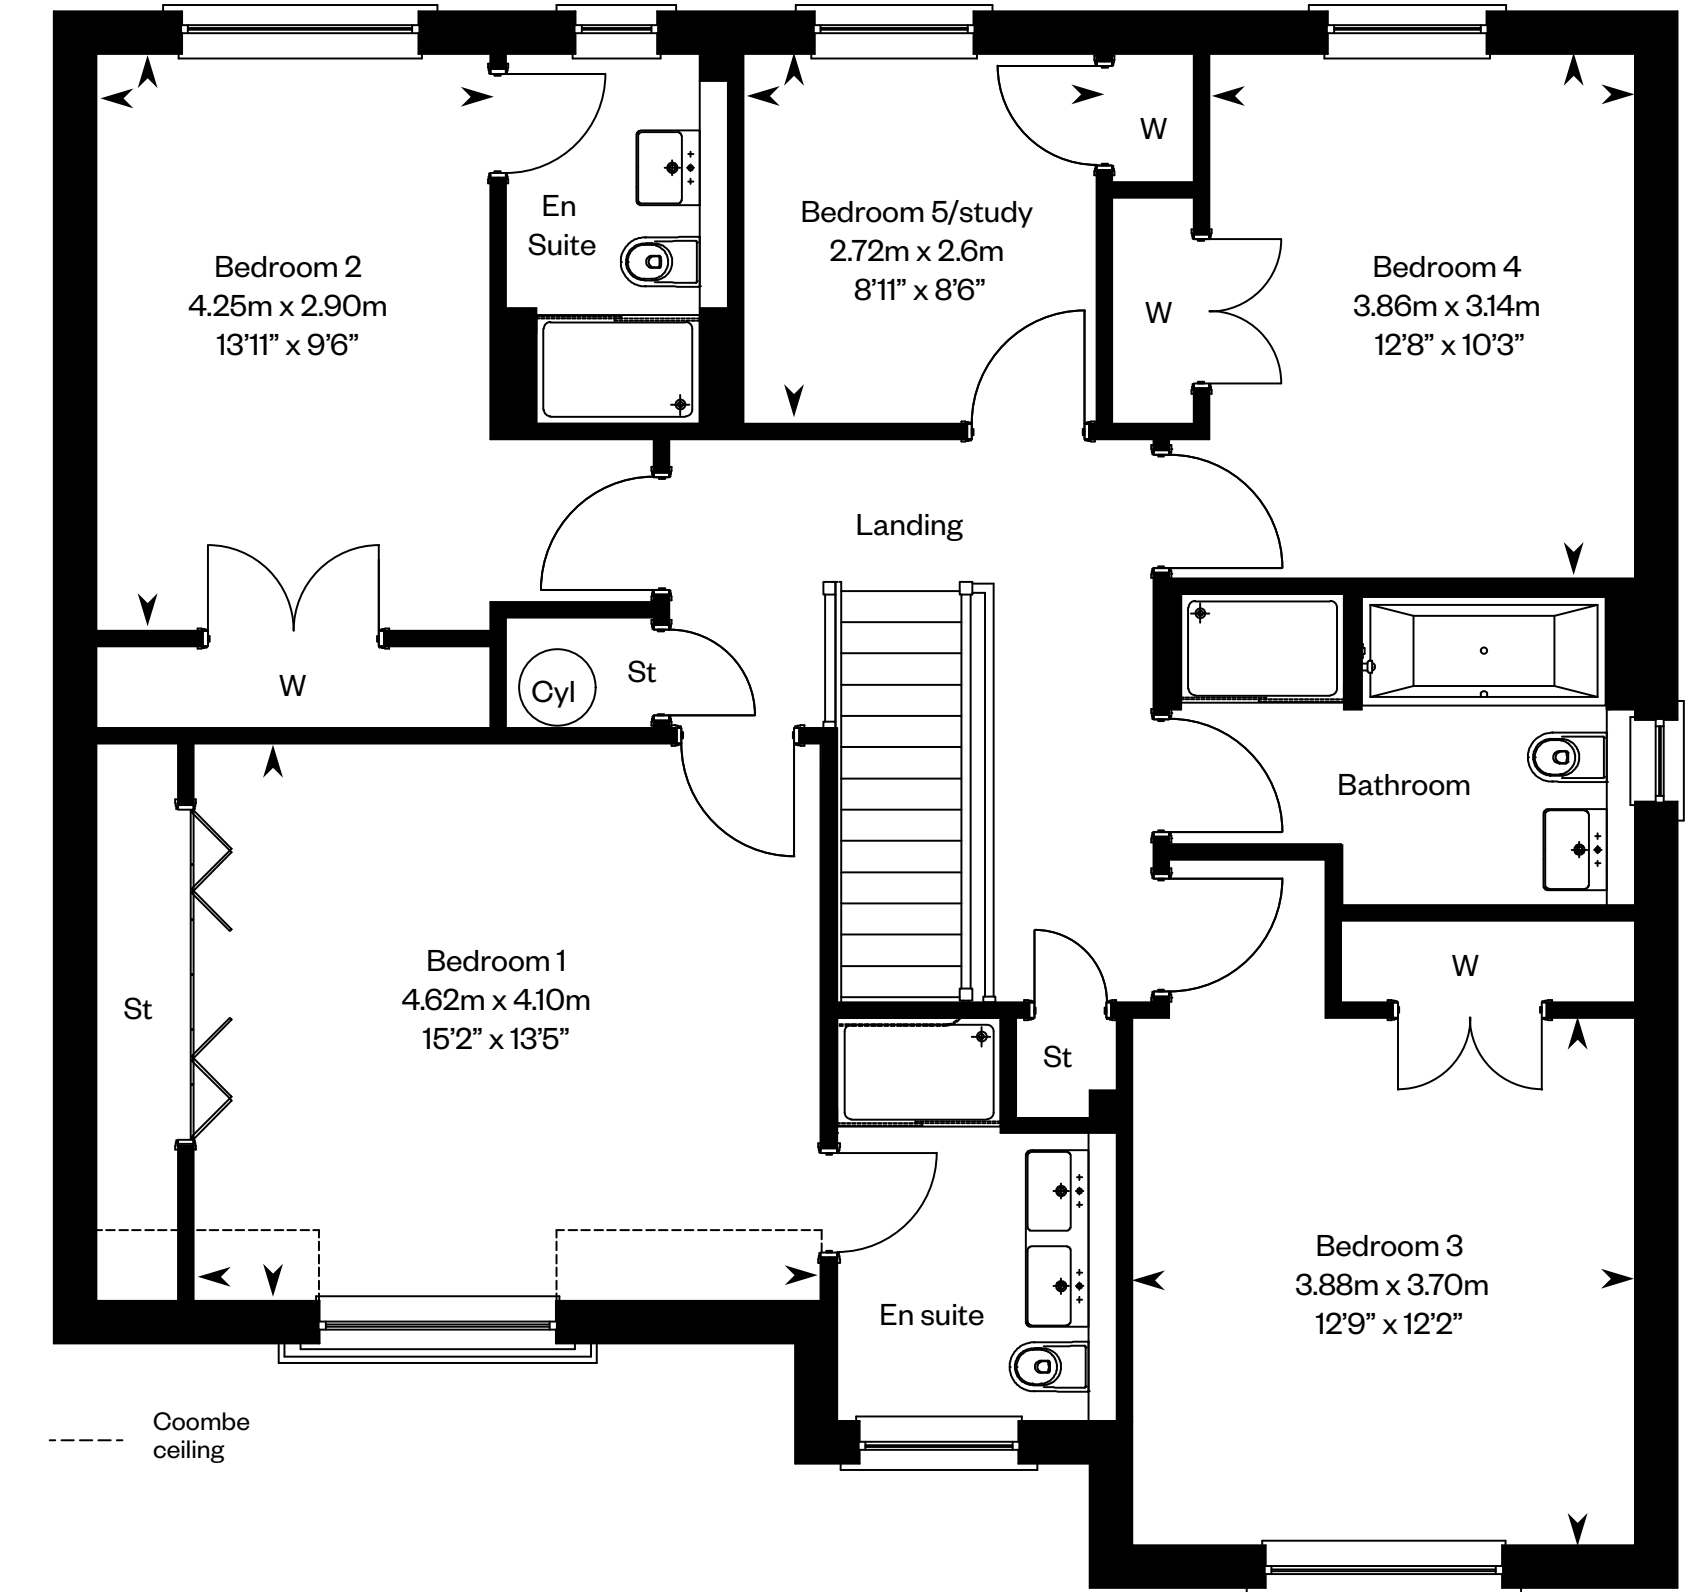 W
En
Suite
Bedroom 5/study
2.72m x 2.6m
8'11” x 8'6”
Bedroom 2
4.25m x 2.90m
13'11” x 9'6”
Bedroom 4
3.86m x 3.14m
12'8” x 10'3”
W
Landing
St
Cyl
W
Bathroom
Bedroom 1
4.62m x 4.10m
15'2” x 13'5”
W
St
St
Bedroom 3
3.88m x 3.70m
12'9” x 12'2”
En suite
Coombe
ceiling